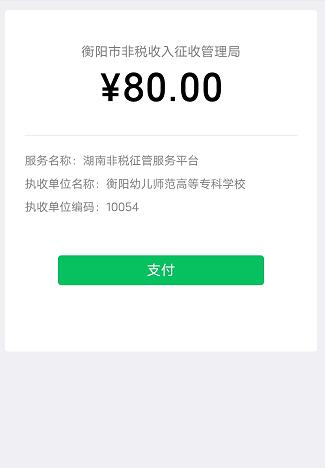 衡阳市非税收入征收管理局
¥80.00
服务名称：湖南非税征管服务平台
执收单位名称：衡阳幼儿师范高等专科学校
执收单位编码：10054
支付